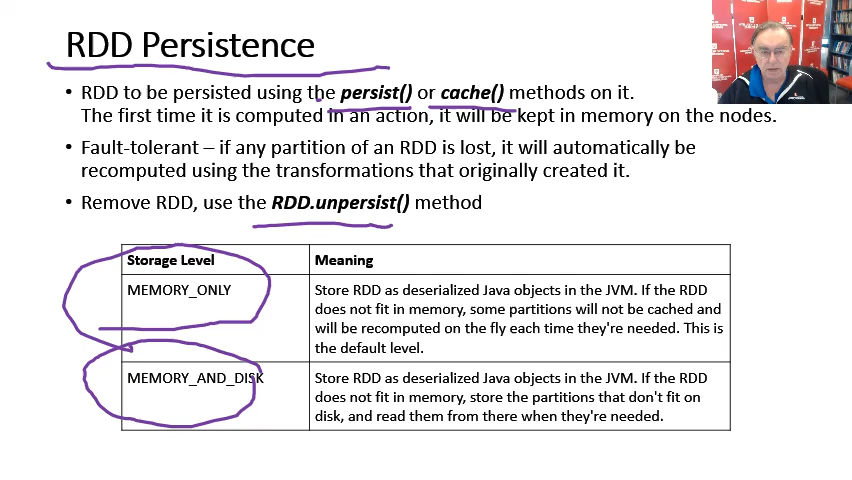 RDD Persistence
• RDD to be persisted using the persist() or cache() methods on it.
The first time it is computed in an action, it will be kept in memory on the nodes.
• Fault-tolerant – if any partition of an RDD is lost, it will automatically be
recomputed using the transformations that originally created it.
• Remove RDD, use the RDD.unpersist() method
Storage Level
Meaning
MEMORY_ONLY
Store RDD as deserialized Java objects in the JVM. If the RDD
does not fit in memory, some partitions will not be cached and
will be recomputed on the fly each time they're needed. This is
the default level.
MEMORY_AND_DISK
Store RDD as deserialized Java objects in the JVM. If the RDD
does not fit in memory, store the partitions that don't fit on
disk, and read them from there when they're needed.